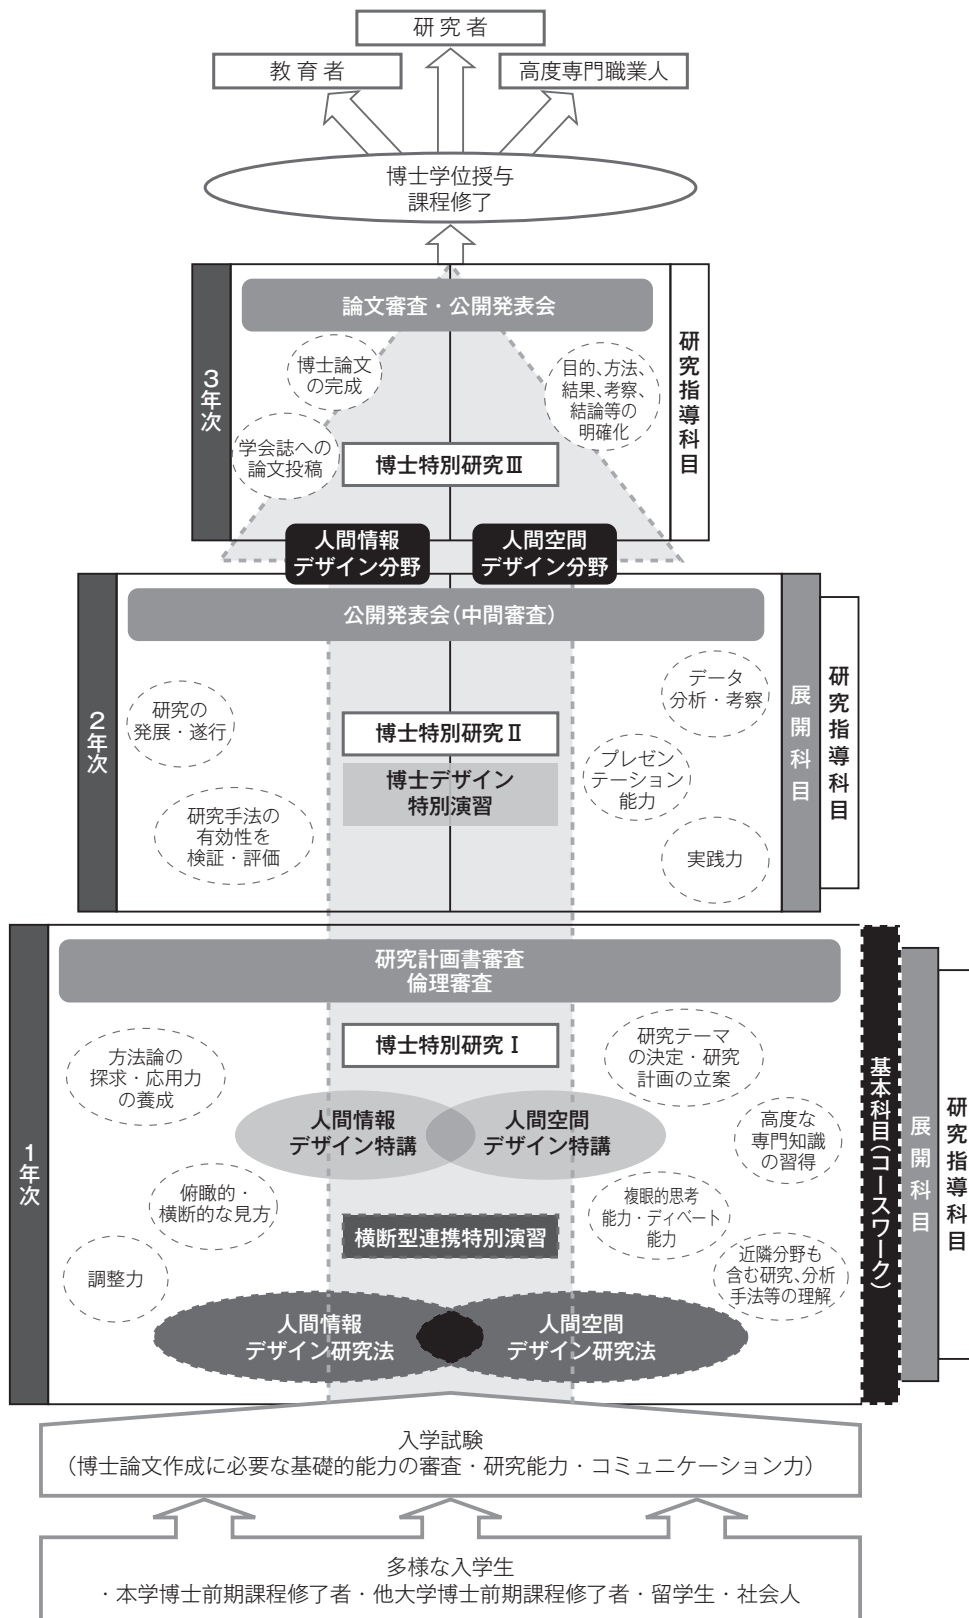 研究者
教育者
高度専門職業人
博士学位授与
課程修了
3年次
論文審査・公開発表会
博士論文
の完成
目的、方法、
結果、考察、
結論等の
明確化
学会誌への
論文投稿
博士特別研究Ⅲ
研究指導科目
人間情報
デザイン分野
人間空間
デザイン分野
2年次
公開発表会(中間審査)
研究の
発展・遂行
データ
分析・考察
博士特別研究Ⅱ
博士デザイン
特別演習
プレゼン
テーション
能力
研究手法の
有効性を
検証・評価
実践力
展開科目
研究指導科目
1年次
研究計画書審査
倫理審査
博士特別研究Ⅰ
方法論の
探求・応用力
の養成
研究テーマ
の決定・研究
計画の立案
人間情報
デザイン特講
人間空間
デザイン特講
高度な
専門知識
の習得
俯瞰的・
横断的な見方
複眼的思考
能力・ディベート
能力
横断型連携特別演習
調整力
近隣分野も
含む研究、分析
手法等の理解
人間情報
デザイン研究法
人間空間
デザイン研究法
基本科目(コースワーク)
展開科目
研究指導科目
入学試験
(博士論文作成に必要な基礎的能力の審査・研究能力・コミュニケーション力)
多様な入学生
・本学博士前期課程修了者・他大学博士前期課程修了者・留学生・社会人